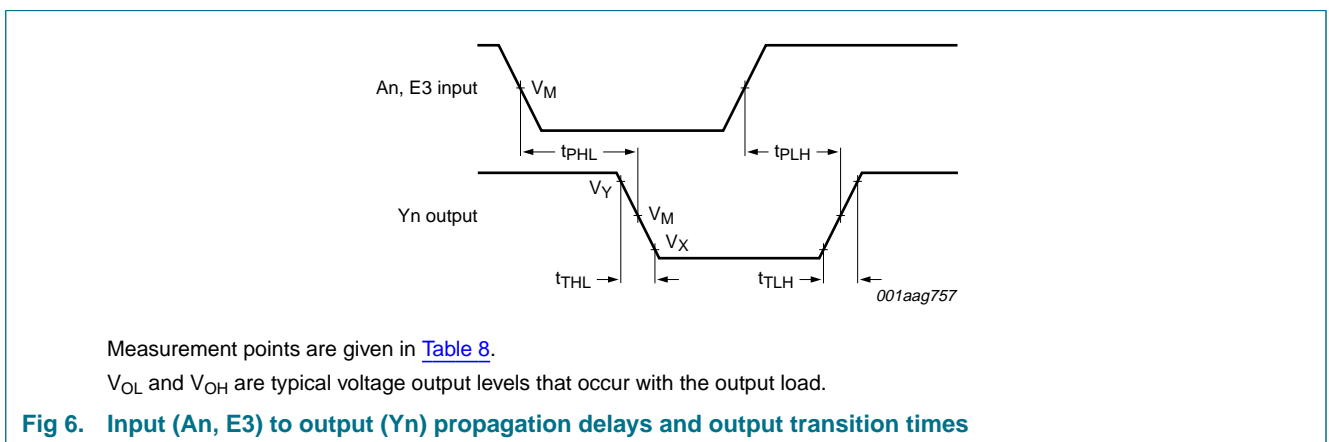 An, E3 input
VM
tPHL
tPLH
VY
Yn output
VM
VX
tTHL
tTLH
001aag757
Measurement points are given in Table 8.
VOL and VOH are typical voltage output levels that occur with the output load.
Fig 6. Input (An, E3) to output (Yn) propagation delays and output transition times